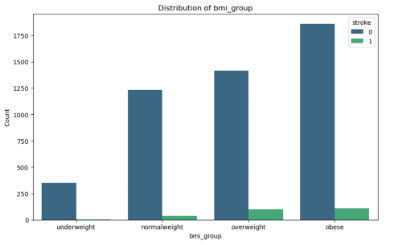 Distribution of bmi_group
stroke
0
1
Count
1750
1500
1250
1000
750
500
250
0
underweight normalweight overweight obese
bmi_group